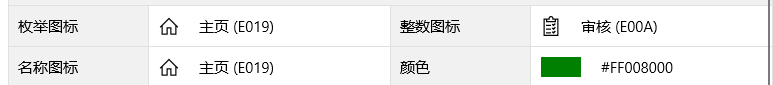 枚举图标 主页 (E019) 整数图标 审核 (E00A)
名称图标 主页 (E019) 颜色 #FF008000